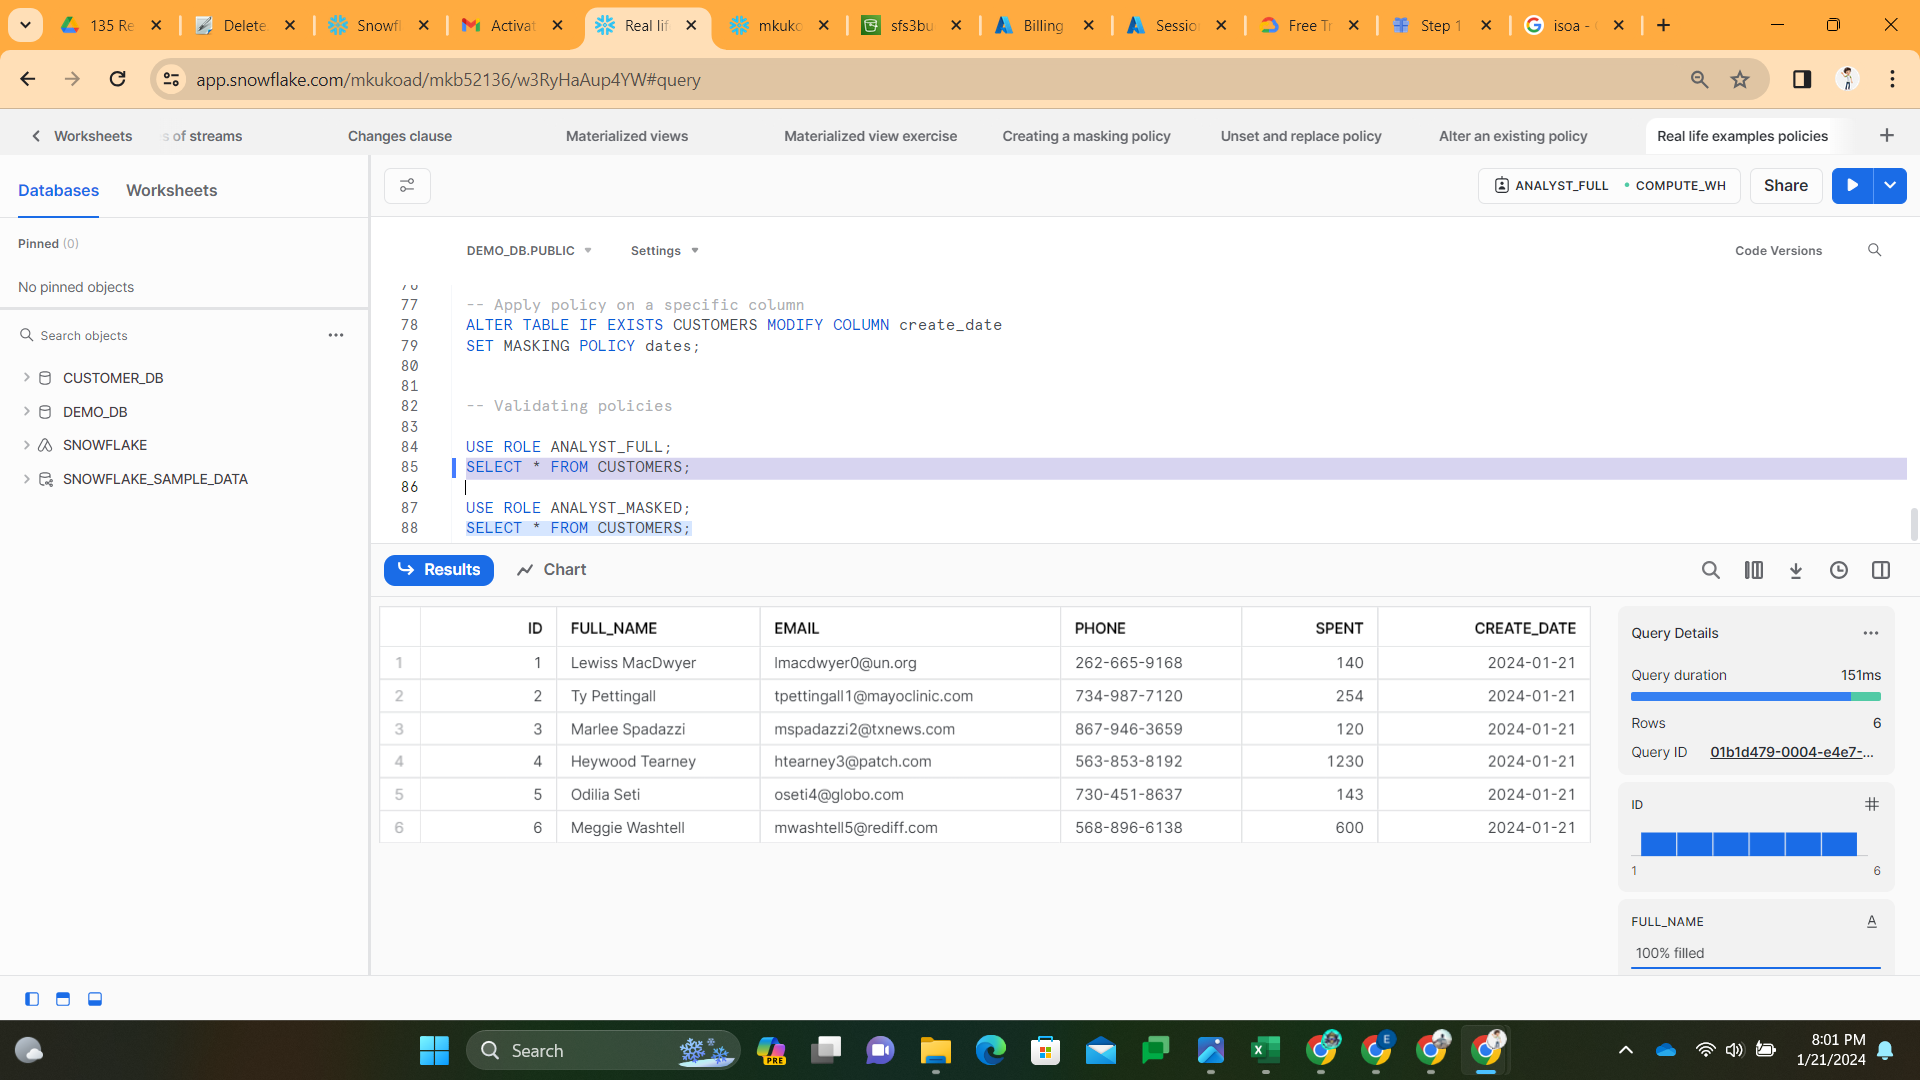 135 Re
Delete
Snowfl
Activat
Real lif
mkuko
sfs3bu
Billing
Sessio
Free Tr
Step 1
isoa -
app.snowflake.com/mkukoad/mkb52136/w3RyHaAup4YW#query
Worksheets
s of streams
Changes clause
Materialized views
Materialized view exercise
Creating a masking policy
Unset and replace policy
Alter an existing policy
Real life examples policies
Databases
Worksheets
ANALYST_FULL
COMPUTE_WH
Share
Pinned (0)
No pinned objects
Search objects
CUSTOMER_DB
DEMO_DB
SNOWFLAKE
SNOWFLAKE_SAMPLE_DATA
DEMO_DB.PUBLIC
Settings
Code Versions
77 -- Apply policy on a specific column
78 ALTER TABLE IF EXISTS CUSTOMERS MODIFY COLUMN create_date
79 SET MASKING POLICY dates;
80
81
82 -- Validating policies
83
84 USE ROLE ANALYST_FULL;
85 SELECT * FROM CUSTOMERS;
86
87 USE ROLE ANALYST_MASKED;
88 SELECT * FROM CUSTOMERS;
Results
Chart
ID FULL_NAME EMAIL PHONE SPENT CREATE_DATE
1 1 Lewiss MacDwyer lmacdwyer0@un.org 262-665-9168 140 2024-01-21
2 2 Ty Pettingall tpettingall1@mayoclinic.com 734-987-7120 254 2024-01-21
3 3 Marlee Spadazzi mspadazzi2@txnews.com 867-946-3659 120 2024-01-21
4 4 Heywood Tearney htearney3@patch.com 563-853-8192 1230 2024-01-21
5 5 Odilia Seti oseti4@globo.com 730-451-8637 143 2024-01-21
6 6 Meggie Washtell mwashtell5@rediff.com 568-896-6138 600 2024-01-21
Query Details
Query duration 151ms
Rows 6
Query ID 01b1d479-0004-e4e7-...
ID
1 6
FULL_NAME
100% filled
Search
PRE
E
8:01 PM
1/21/2024